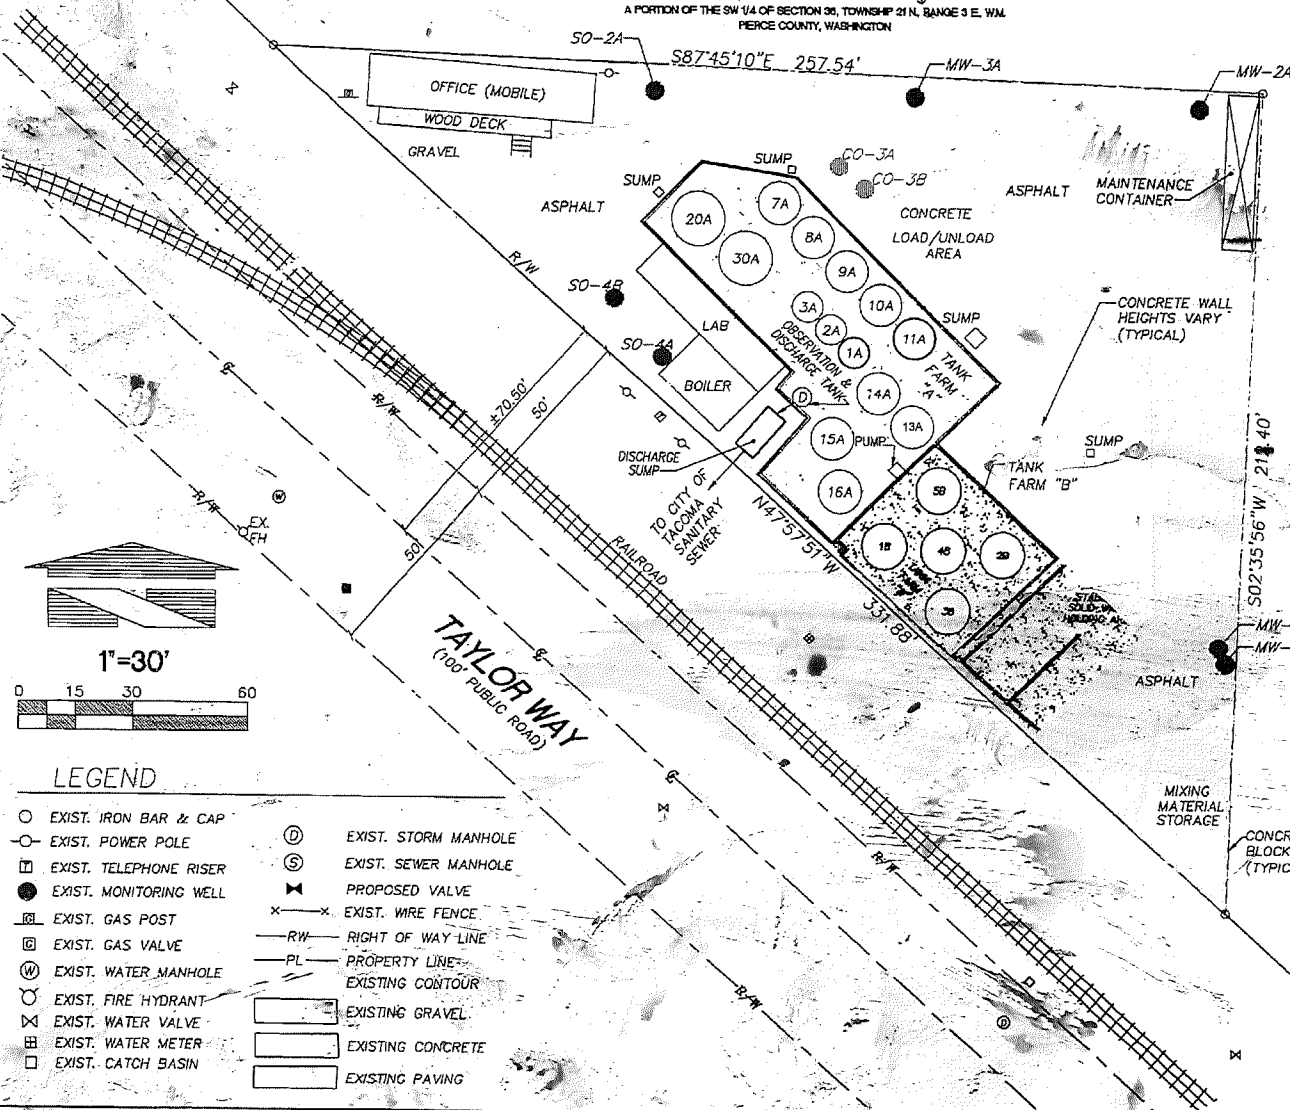 A PORTION OF THE SW 1/4 OF SECTION 36, TOWNSHIP 21 N, RANGE 3 E, W.M.
PIERCE COUNTY, WASHINGTON
S87°45'10"E 257.54'
SO-2A
MW-3A
MW-2A
OFFICE (MOBILE)
WOOD DECK
GRAVEL
SUMP
CO-3A
CO-3B
SUMP
ASPHALT
ASPHALT
MAINTENANCE
CONTAINER
CONCRETE
LOAD/UNLOAD
AREA
20A
7A
8A
30A
9A
10A
3A
2A
11A
1A
SUMP
R/W
SO-4B
LAB
SO-4A
BOILER
OBSERVATION &
DISCHARGE TANK
TANK
FARM
"A"
CONCRETE WALL
HEIGHTS VARY
(TYPICAL)
14A
D
13A
15A
PUMP
16A
DISCHARGE
SUMP
TO CITY OF
TACOMA
SANITARY
SEWER
SUMP
TANK
FARM "B"
5B
1B
4B
2B
3B
S02°35'56"W
N47°57'51"W
331.88'
±70.50'
50'
50'
R/W
R/W
W
EX.
FH
RAILROAD
TAYLOR WAY
(100' PUBLIC ROAD)
MW-
MW-
ASPHALT
MIXING
MATERIAL
STORAGE
CONCR
BLOCK
(TYPIC
R/W
R/W
D
1"=30'
0 15 30 60
LEGEND
EXIST. IRON BAR & CAP
EXIST. POWER POLE
T EXIST. TELEPHONE RISER
EXIST. MONITORING WELL
G EXIST. GAS POST
G EXIST. GAS VALVE
W EXIST. WATER MANHOLE
EXIST. FIRE HYDRANT
EXIST. WATER VALVE
EXIST. WATER METER
EXIST. CATCH BASIN
D EXIST. STORM MANHOLE
S EXIST. SEWER MANHOLE
PROPOSED VALVE
EXIST. WIRE FENCE
RW RIGHT OF WAY LINE
PL PROPERTY LINE
EXISTING CONTOUR
EXISTING GRAVEL
EXISTING CONCRETE
EXISTING PAVING